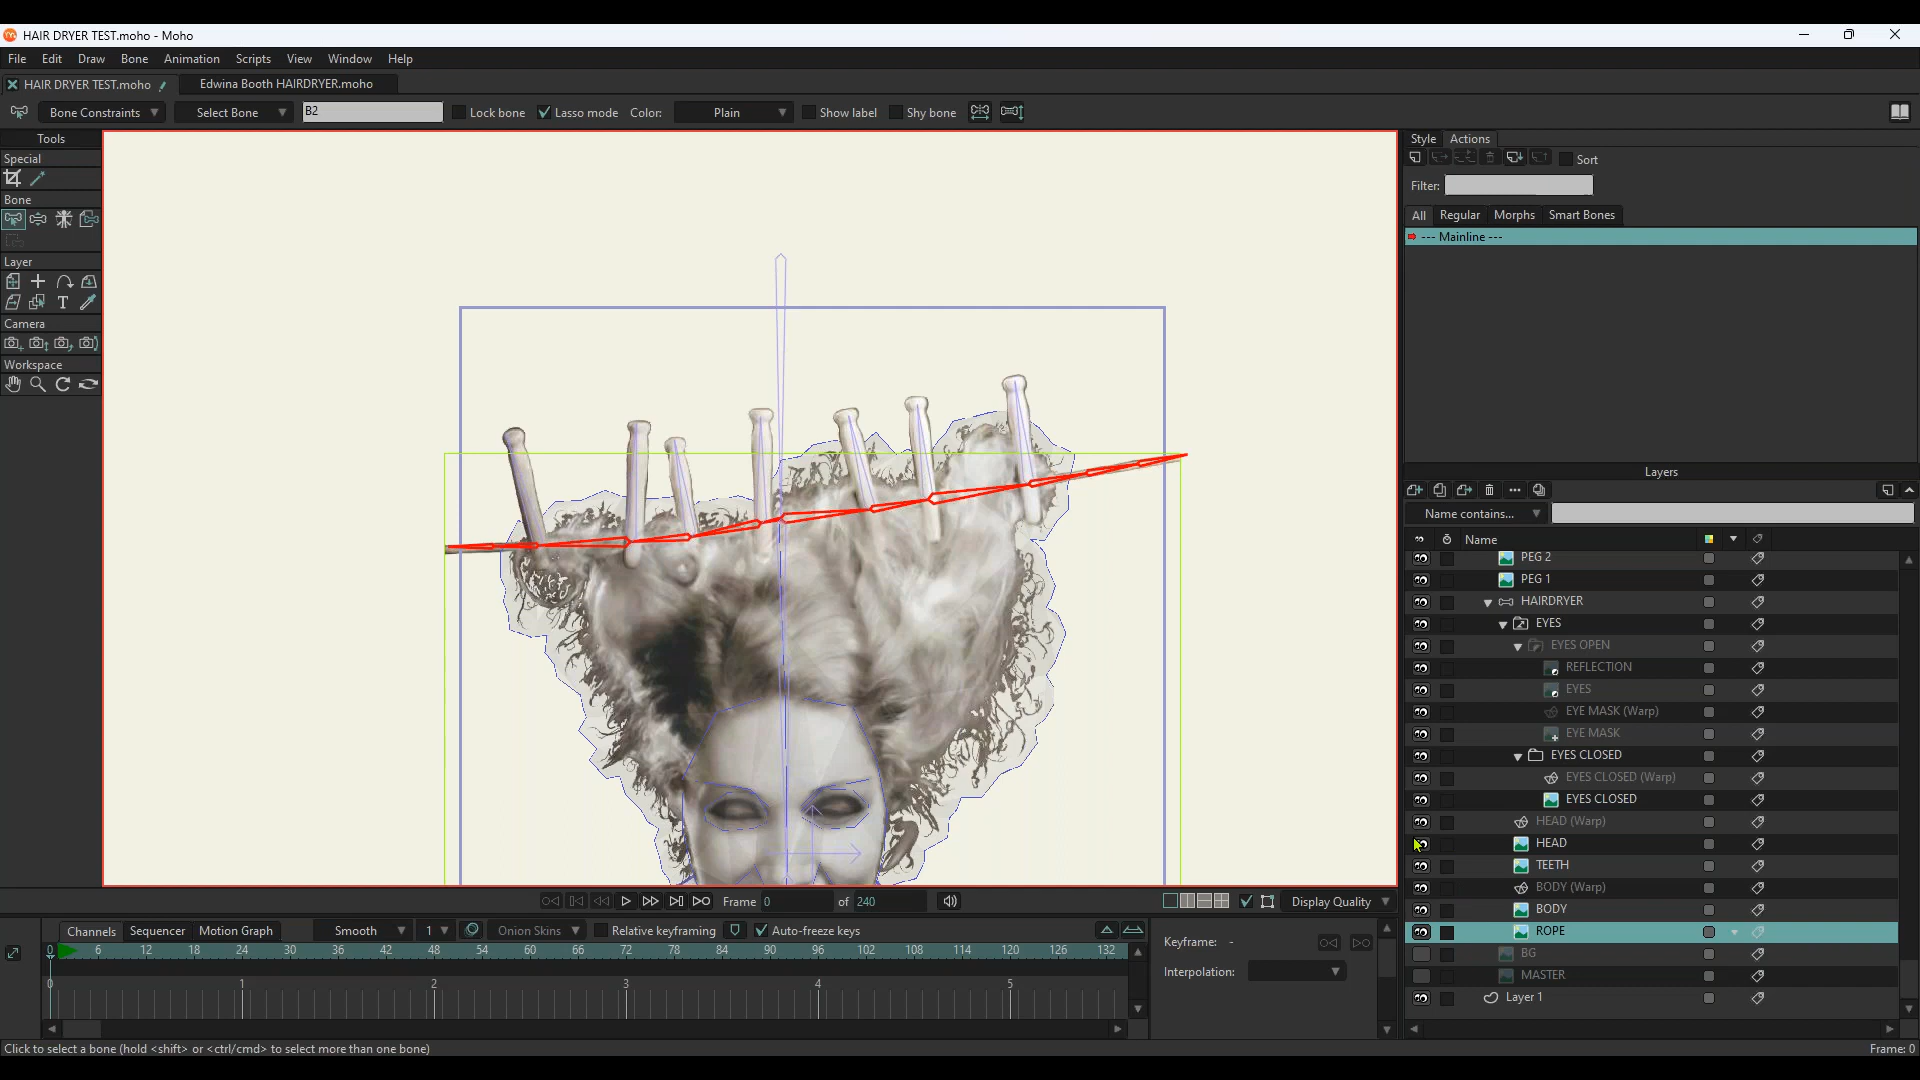 HAIR DRYER TEST.moho - Moho
File Edit Draw Bone Animation Scripts View Window Help
HAIR DRYER TEST.moho Edwina Booth HAIRDRYER.moho
Bone Constraints Select Bone B2 Lock bone Lasso mode Color: Plain Show label Shy bone
Tools
Special
Bone
Layer
Camera
Workspace
Style Actions
Sort
Filter:
All Regular Morphs Smart Bones
--- Mainline ---
Layers
Name contains...
Name
PEG 2
PEG 1
HAIRDRYER
EYES
EYES OPEN
REFLECTION
EYES
EYE MASK (Warp)
EYE MASK
EYES CLOSED
EYES CLOSED (Warp)
EYES CLOSED
HEAD (Warp)
HEAD
TEETH
BODY (Warp)
BODY
ROPE
BG
MASTER
Layer 1
Frame 0 of 240 Display Quality
Channels Sequencer Motion Graph Smooth 1 Onion Skins Relative keyframing Auto-freeze keys
0 6 12 18 24 30 36 42 48 54 60 66 72 78 84 90 96 102 108 114 120 126 132
0 1 2 3 4 5
Keyframe: -
Interpolation:
Click to select a bone (hold <shift> or <ctrl/cmd> to select more than one bone) Frame: 0